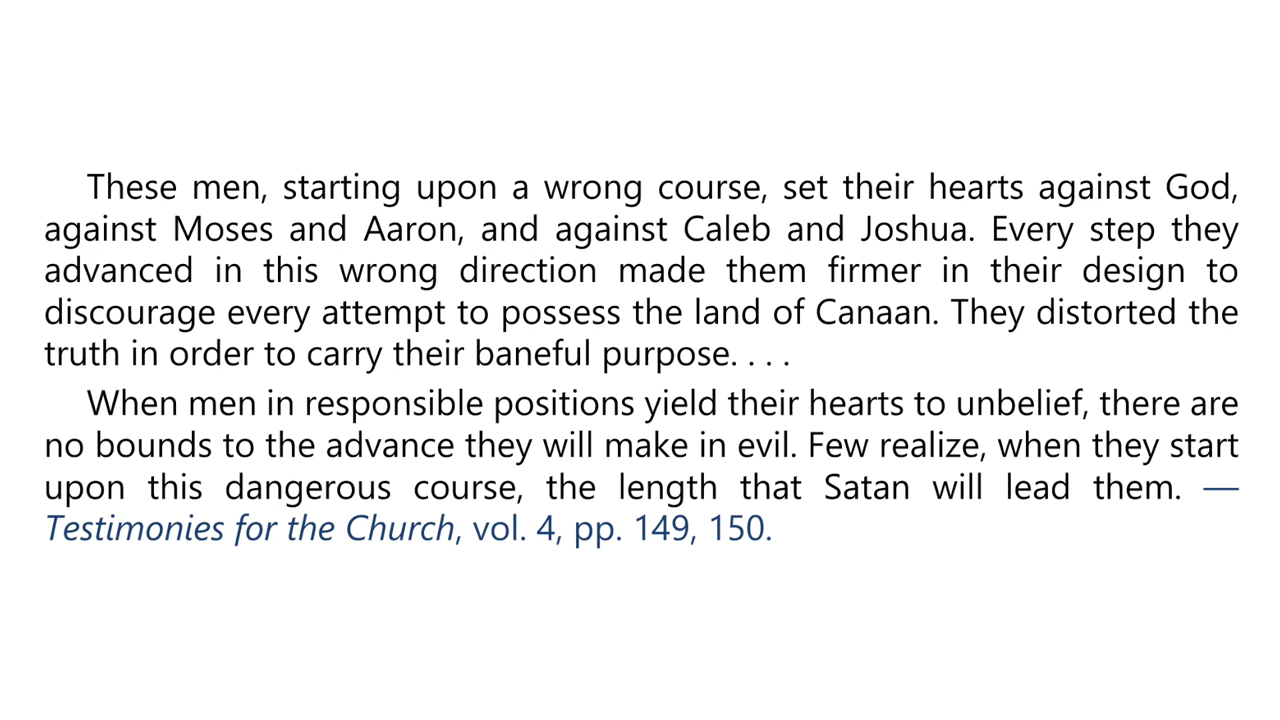 These men, starting upon a wrong course, set their hearts against God,
against Moses and Aaron, and against Caleb and Joshua. Every step they
advanced in this wrong direction made them firmer in their design to
discourage every attempt to possess the land of Canaan. They distorted the
truth in order to carry their baneful purpose. . . .
When men in responsible positions yield their hearts to unbelief, there are
no bounds to the advance they will make in evil. Few realize, when they start
upon this dangerous course, the length that Satan will lead them. —
Testimonies for the Church, vol. 4, pp. 149, 150.